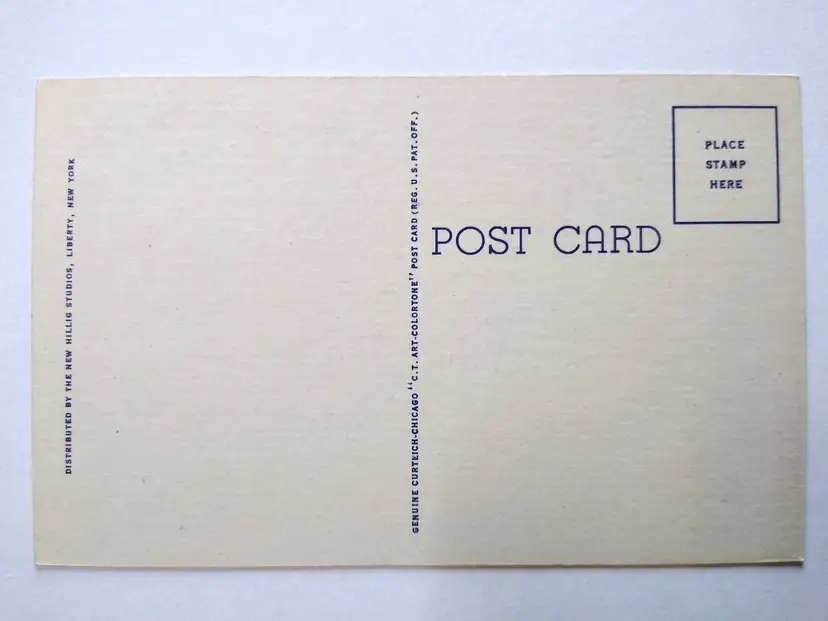 DISTRIBUTED BY THE NEW HILLIG STUDIOS, LIBERTY, NEW YORK
GENUINE CURTEICH-CHICAGO "C.T. ART-COLORTONE" POST CARD (REG. U.S. PAT. OFF.)
POST CARD
PLACE
STAMP
HERE